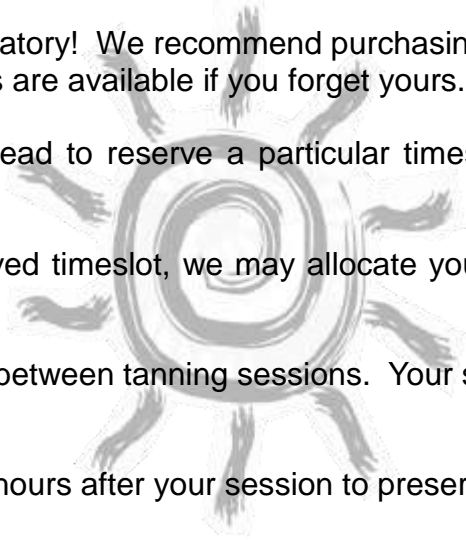 atory! We recommend purchasin
s are available if you forget yours.
ead to reserve a particular times
ved timeslot, we may allocate you
between tanning sessions. Your s
hours after your session to preser